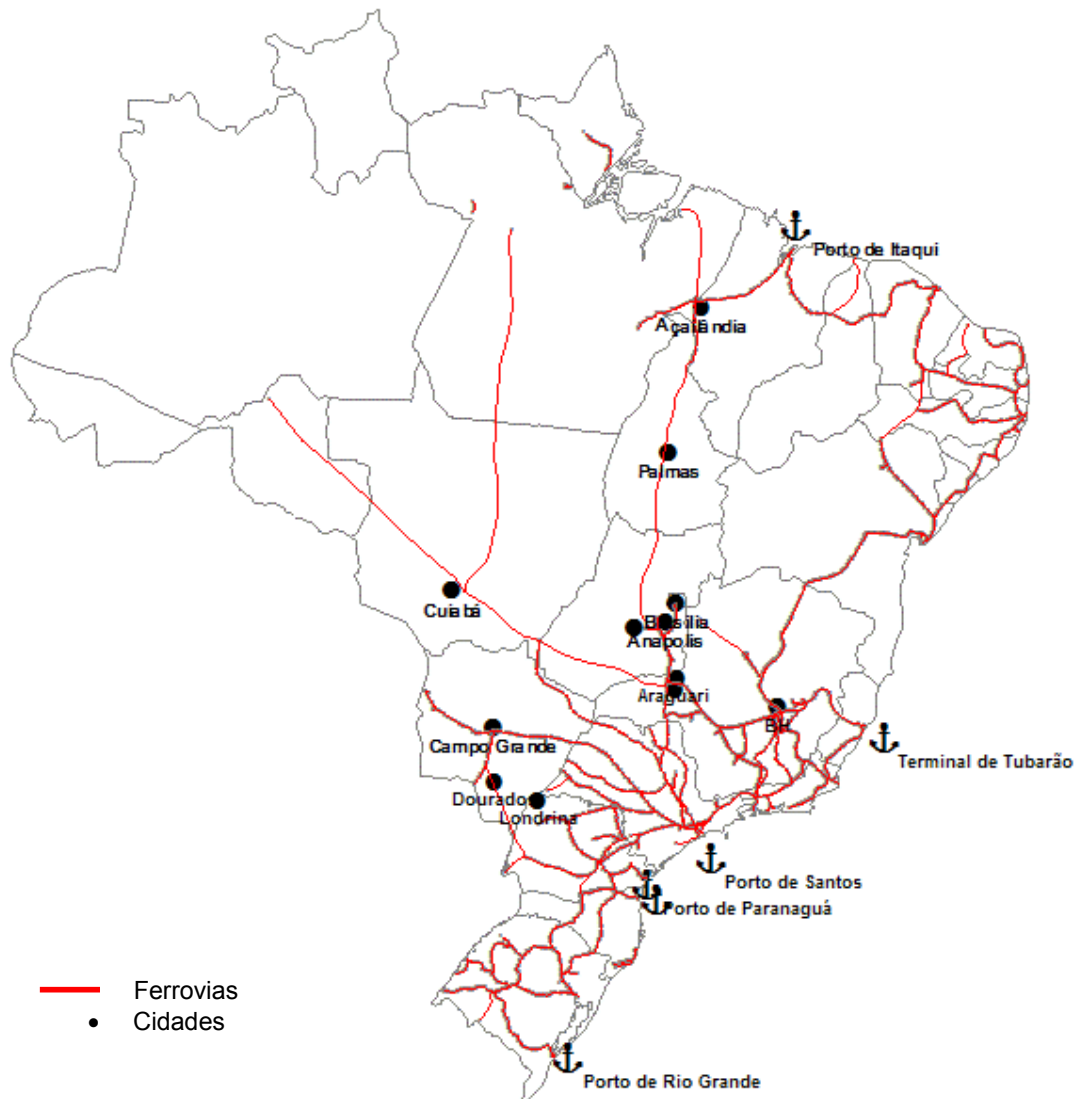 Porto de Itaqui
Açailândia
Palmas
Cuiabá
Brasília
Anápolis
Araguari
BH
Campo Grande
Terminal de Tubarão
Dourados
Londrina
Porto de Santos
Porto de Paranaguá
Ferrovias
Cidades
Porto de Rio Grande